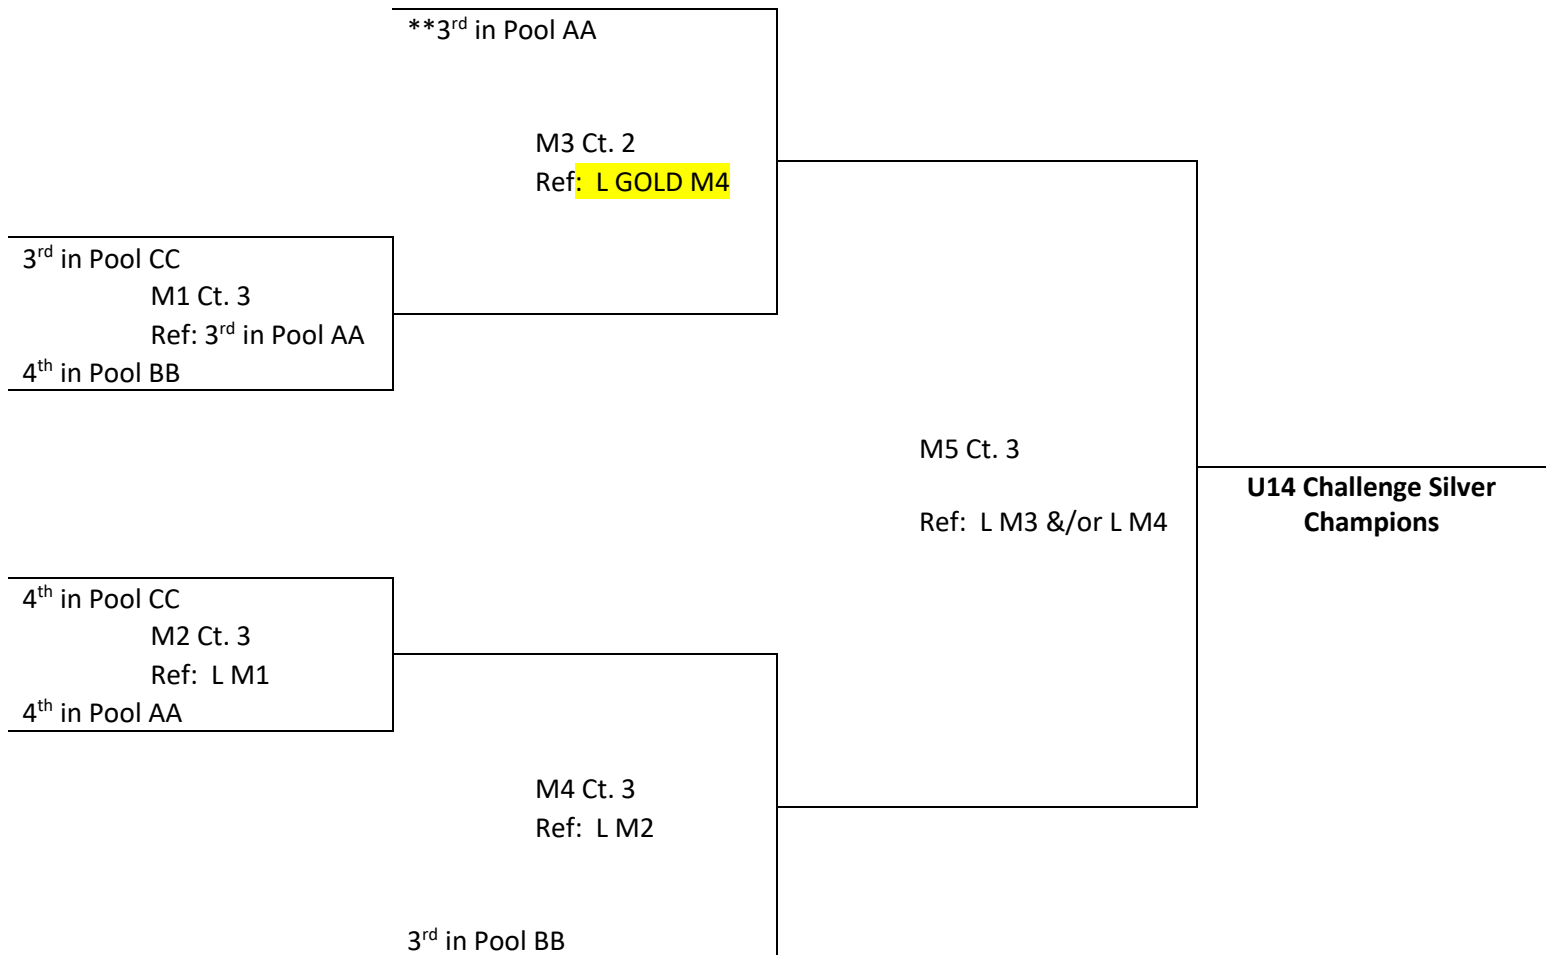 **3rd in Pool AA
M3 Ct. 2
Ref: L GOLD M4
3rd in Pool CC
M1 Ct. 3
Ref: 3rd in Pool AA
4th in Pool BB
M5 Ct. 3
Ref: L M3 &/or L M4
U14 Challenge Silver
Champions
4th in Pool CC
M2 Ct. 3
Ref: L M1
4th in Pool AA
M4 Ct. 3
Ref: L M2
3rd in Pool BB